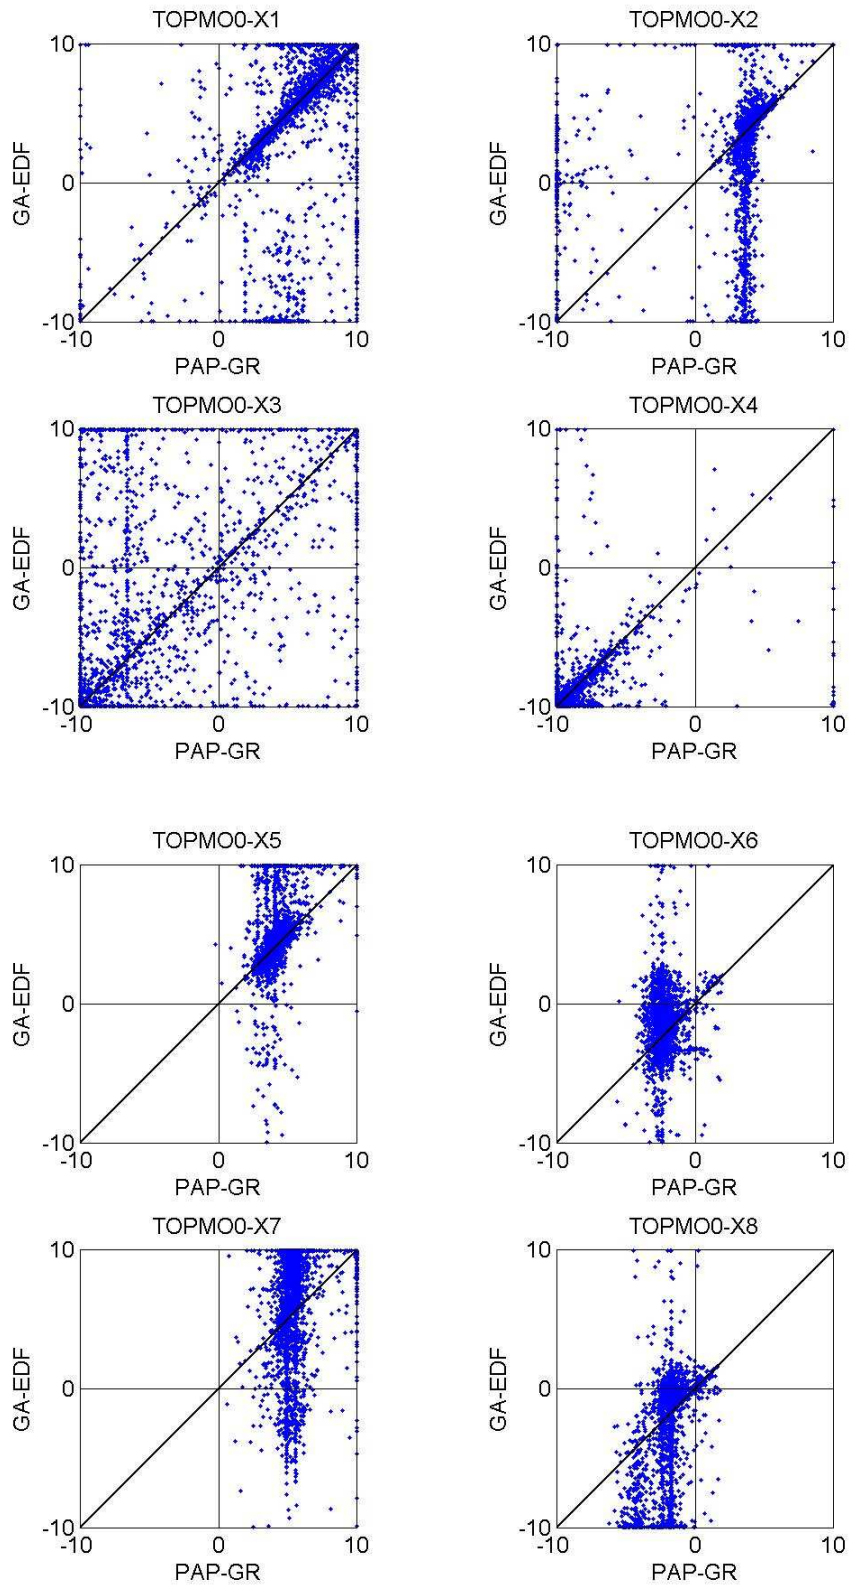 TOPMO0-X1 TOPMO0-X2
10 10
GA-EDF GA-EDF
0 0
-10 -10
-10 0 10 -10 0 10
PAP-GR PAP-GR
TOPMO0-X3 TOPMO0-X4
10 10
GA-EDF GA-EDF
0 0
-10 -10
-10 0 10 -10 0 10
PAP-GR PAP-GR
TOPMO0-X5 TOPMO0-X6
10 10
GA-EDF GA-EDF
0 0
-10 -10
-10 0 10 -10 0 10
PAP-GR PAP-GR
TOPMO0-X7 TOPMO0-X8
10 10
GA-EDF GA-EDF
0 0
-10 -10
-10 0 10 -10 0 10
PAP-GR PAP-GR